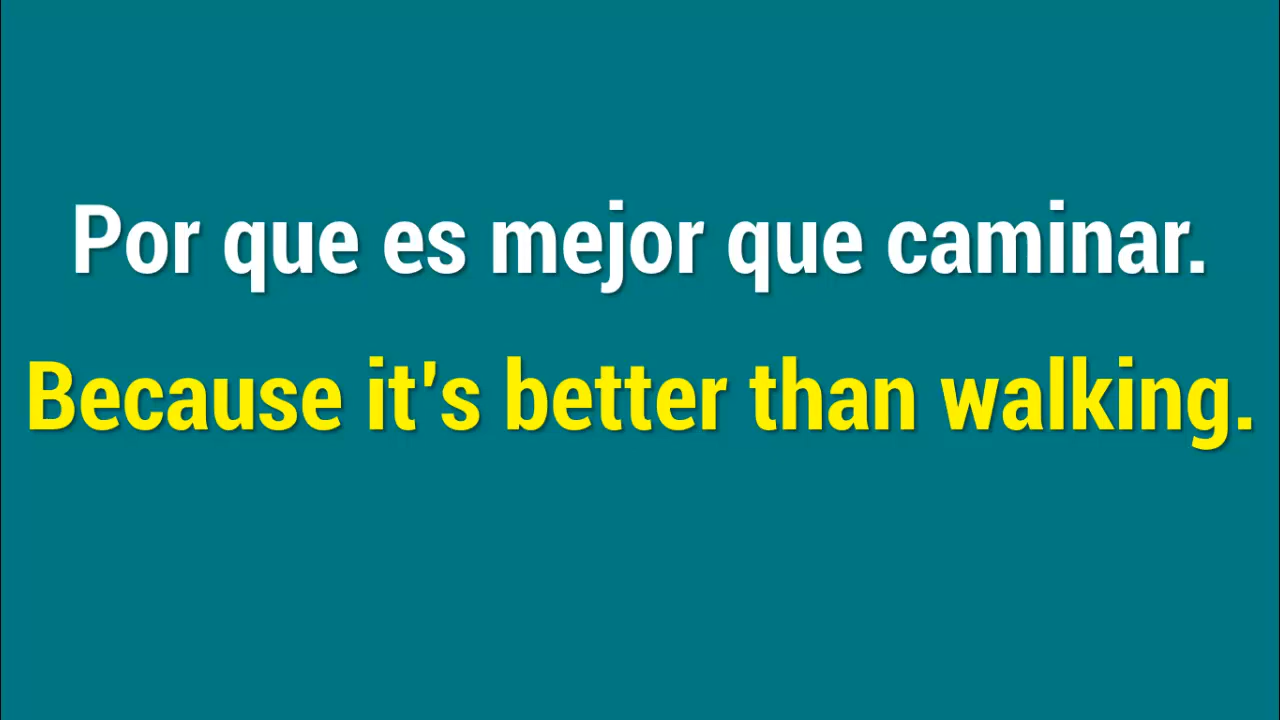 Por que es mejor que caminar.
Because it's better than walking.